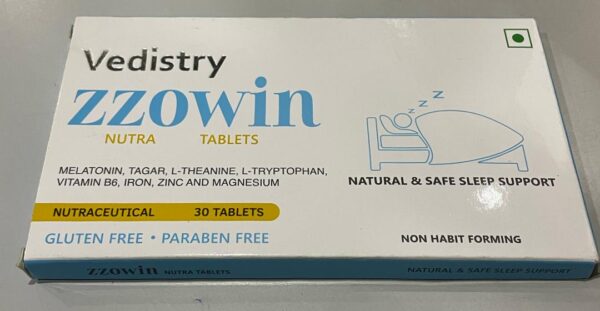 Vedistry
zzowin
NUTRA TABLETS
MELATONIN, TAGAR, L-THEANINE, L-TRYPTOPHAN,
VITAMIN B6, IRON, ZINC AND MAGNESIUM
NUTRACEUTICAL 30 TABLETS
GLUTEN FREE • PARABEN FREE
z z z
NATURAL & SAFE SLEEP SUPPORT
NON HABIT FORMING
zzowin NUTRA TABLETS NATURAL & SAFE SLEEP SUPPORT